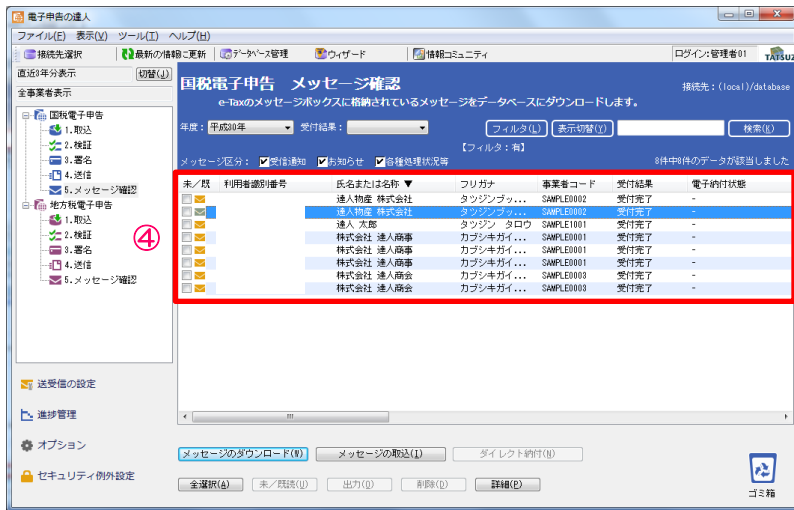 電子申告の達人
ファイル(F) 表示(V) ツール(T) ヘルプ(H)
接続先選択 最新の情報に更新 データベース管理 ウィザード 情報コミュニティ ログイン:管理者01 TATSUZ
直近3年分表示 切替(J)
全事業者表示
国税電子申告
1.取込
2.検証
3.署名
4.送信
5.メッセージ確認
地方税電子申告
1.取込
2.検証
3.署名
4.送信
5.メッセージ確認
④
送受信の設定
進捗管理
オプション
セキュリティ例外設定
国税電子申告 メッセージ確認
接続先:(local)/database
e-Taxのメッセージボックスに格納されているメッセージをデータベースにダウンロードします。
年度: 平成30年 受付結果: フィルタ(L) 表示切替(Y) 検索(K)
【フィルタ:有】
メッセージ区分: 受信通知 お知らせ 各種処理状況等 8件中8件のデータが該当しました
未/既 利用者識別番号 氏名または名称 ▼ フリガナ 事業者コード 受付結果 電子納付状態
達人物産 株式会社 タツジンブッ... SAMPLE0002 受付完了 -
達人物産 株式会社 タツジンブッ... SAMPLE0002 受付完了 -
達人 太郎 タツジン タロウ SAMPLE1001 受付完了 -
株式会社 達人商事 カブシキガイ... SAMPLE0001 受付完了 -
株式会社 達人商事 カブシキガイ... SAMPLE0001 受付完了 -
株式会社 達人商事 カブシキガイ... SAMPLE0001 受付完了 -
株式会社 達人商会 カブシキガイ... SAMPLE0003 受付完了 -
株式会社 達人商会 カブシキガイ... SAMPLE0003 受付完了 -
メッセージのダウンロード(W) メッセージの取込(I) ダイレクト納付(N)
全選択(A) 未/既読(U) 出力(O) 削除(D) 詳細(P)
ゴミ箱